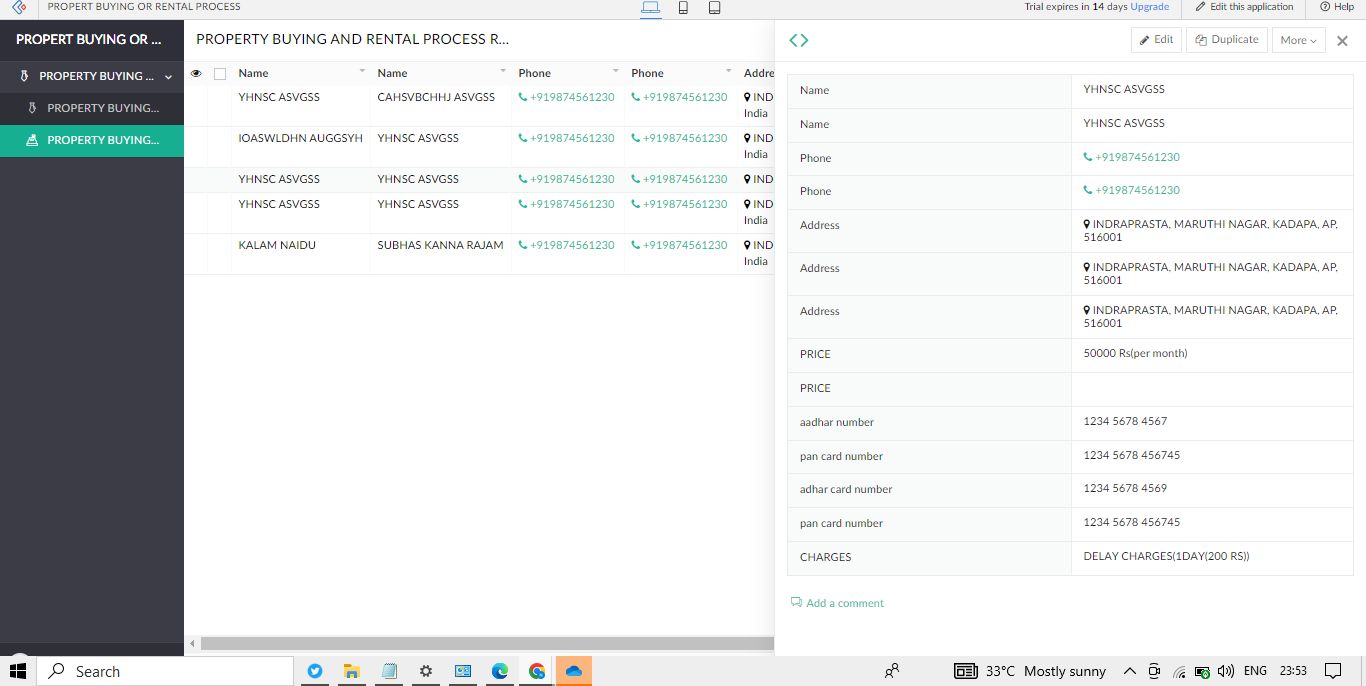 PROPERT BUYING OR RENTAL PROCESS
Trial expires in 14 days Upgrade
Edit this application
Help
PROPERT BUYING OR ...
PROPERTY BUYING ...
PROPERTY BUYING...
PROPERTY BUYING...
PROPERTY BUYING AND RENTAL PROCESS R...
Name Name Phone Phone Addre
YHNSC ASVGSS CAHSVBCHHJ ASVGSS +919874561230 +919874561230 IND
India
IOASWLDHN AUGGSYH YHNSC ASVGSS +919874561230 +919874561230 IND
India
YHNSC ASVGSS YHNSC ASVGSS +919874561230 +919874561230 IND
YHNSC ASVGSS YHNSC ASVGSS +919874561230 +919874561230 IND
India
KALAM NAIDU SUBHAS KANNA RAJAM +919874561230 +919874561230 IND
India
Edit Duplicate More
Name YHNSC ASVGSS
Name YHNSC ASVGSS
Phone +919874561230
Phone +919874561230
Address INDRAPRASTA, MARUTHI NAGAR, KADAPA, AP,
516001
Address INDRAPRASTA, MARUTHI NAGAR, KADAPA, AP,
516001
Address INDRAPRASTA, MARUTHI NAGAR, KADAPA, AP,
516001
PRICE 50000 Rs(per month)
PRICE
aadhar number 1234 5678 4567
pan card number 1234 5678 456745
adhar card number 1234 5678 4569
pan card number 1234 5678 456745
CHARGES DELAY CHARGES(1DAY(200 RS))
Add a comment
Search
33°C Mostly sunny
ENG 23:53